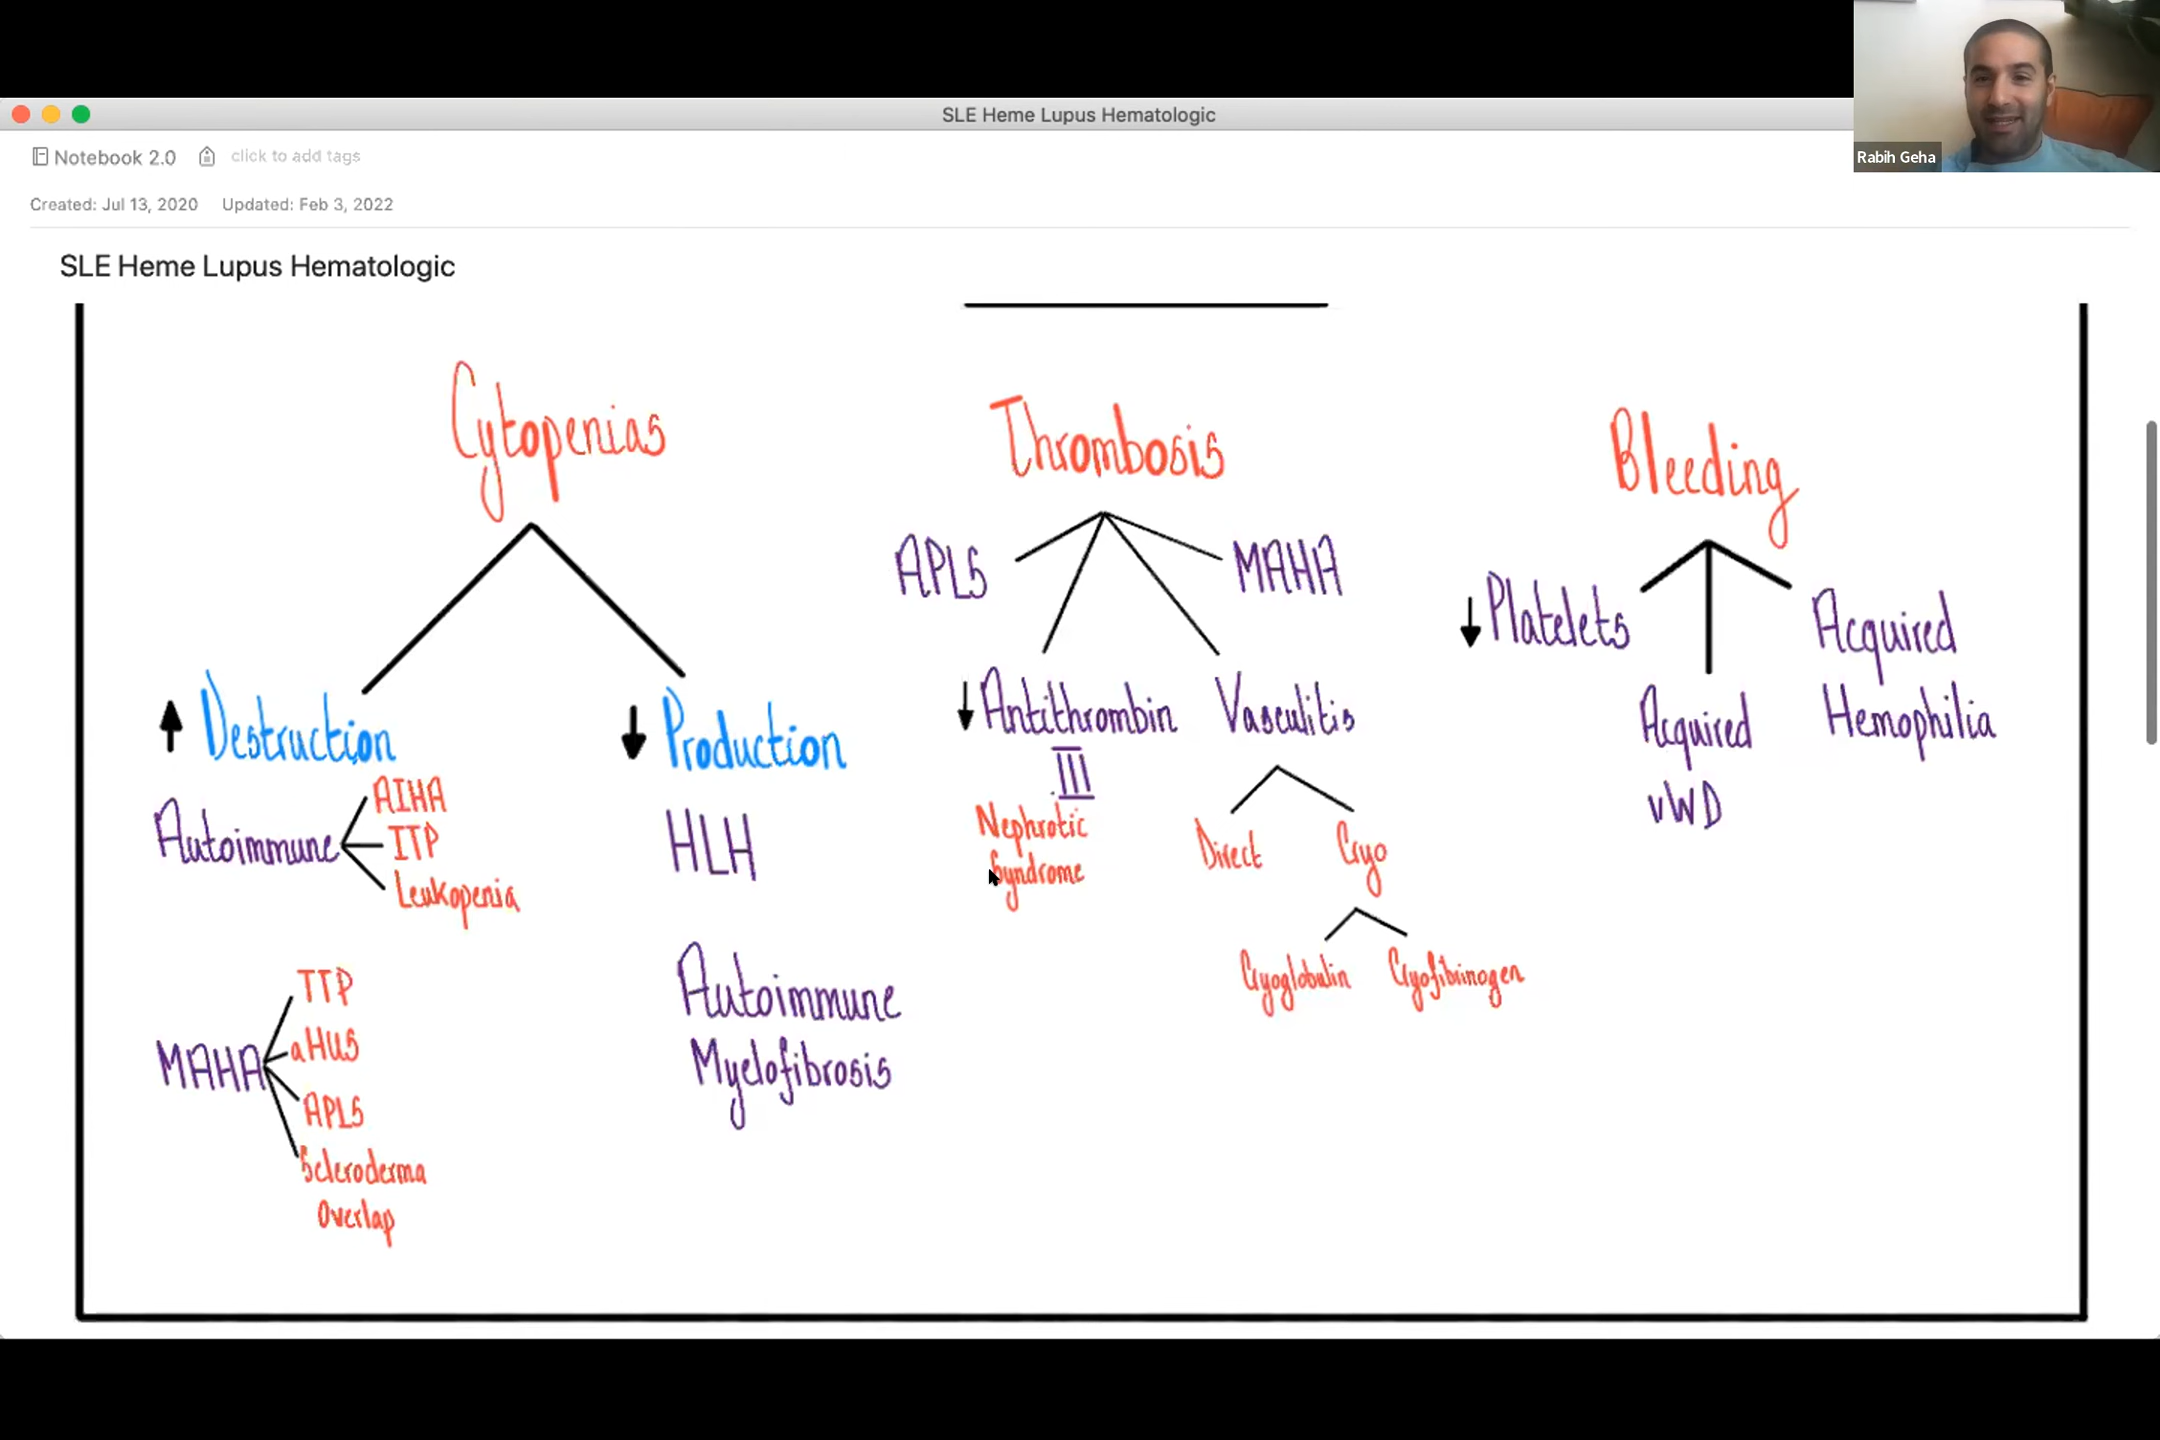 SLE Heme Lupus Hematologic
Rabih Geha
Notebook 2.0 click to add tags
Created: Jul 13, 2020 Updated: Feb 3, 2022
SLE Heme Lupus Hematologic
Cytopenias
↑ Destruction
Autoimmune
AIHA
ITP
Leukopenia
MAHA
TTP
aHUS
APLS
Scleroderma
Overlap
↓ Production
HLH
Autoimmune
Myelofibrosis
Thrombosis
APLS
MAHA
↓ Antithrombin
III
Nephrotic
Syndrome
Vasculitis
Direct
Cryo
Cryoglobulin
Cryofibrinogen
Bleeding
↓ Platelets
Acquired
vWD
Acquired
Hemophilia